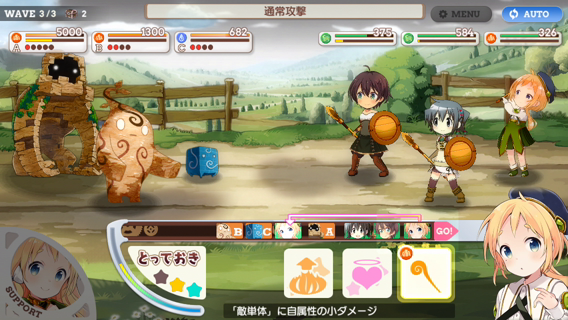 WAVE 3/3 2
通常攻撃
MENU
AUTO
5000
A
1300
B
682
C
375
584
326
B
C
A
GO!
とっておき
SUPPORT
「敵単体」に自属性の小ダメージ